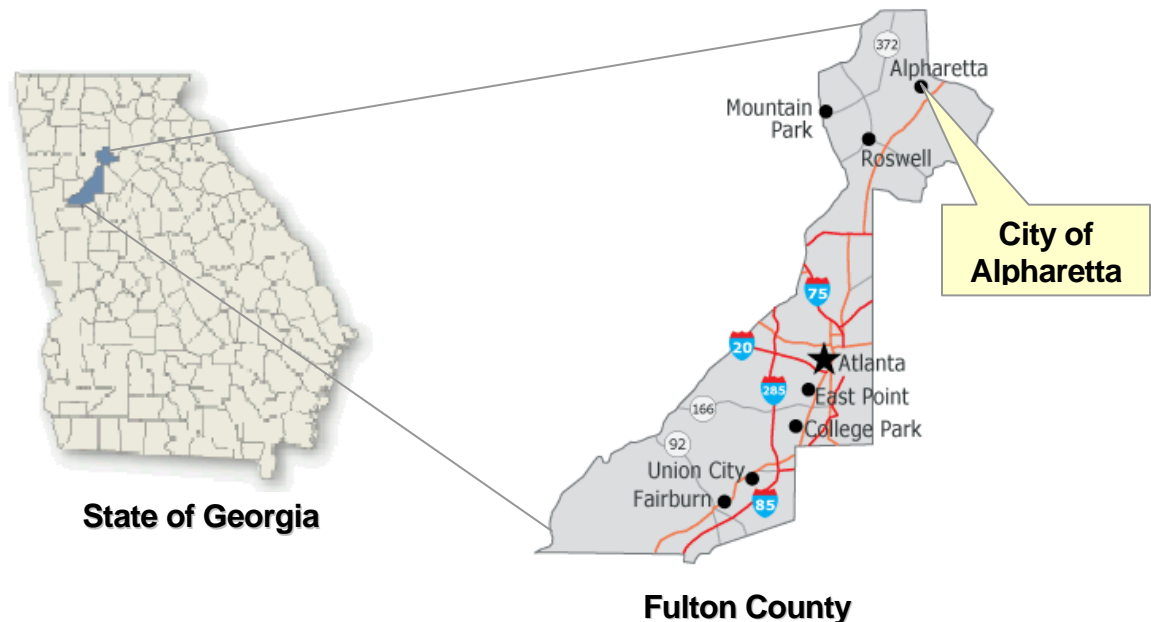 372
Alpharetta
Mountain
Park
Roswell
City of
Alpharetta
75
20
Atlanta
285
East Point
166
College Park
92
Union City
Fairburn
85
State of Georgia
Fulton County